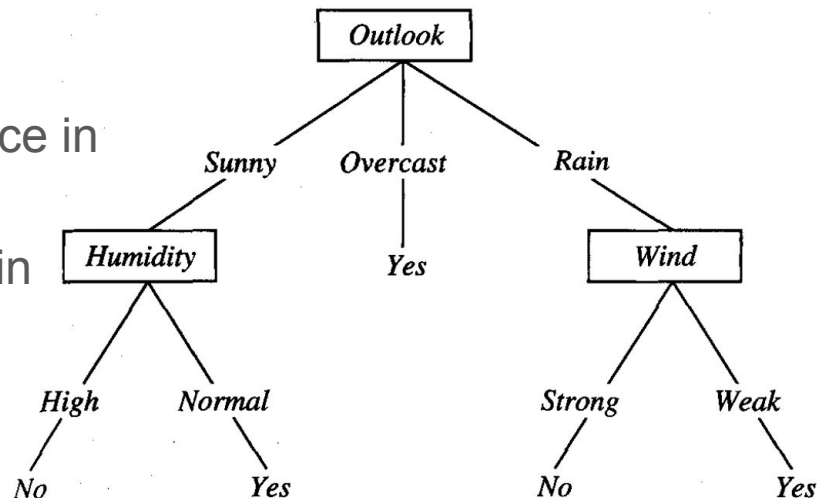 Outlook
ce in
Sunny Overcast Rain
in
Humidity Yes Wind
High Normal Strong Weak
No Yes No Yes